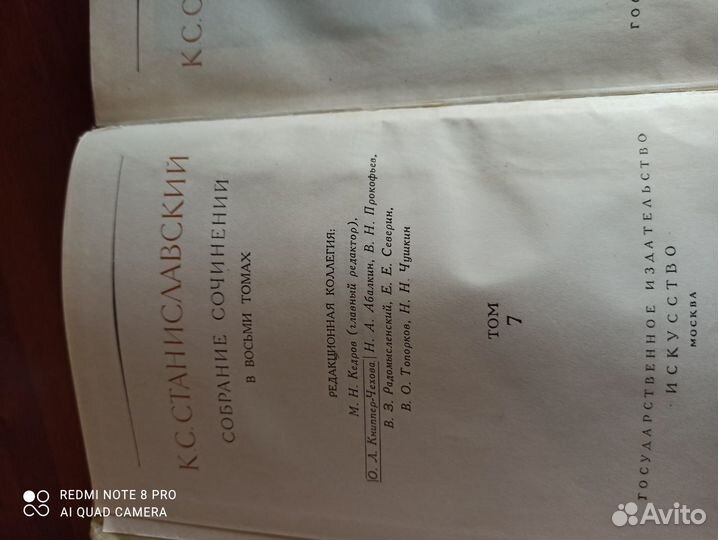 К.С.С
ГОС
К.С.СТАНИСЛАВСКИЙ
СОБРАНИЕ СОЧИНЕНИЙ
В ВОСЬМИ ТОМАХ
РЕДАКЦИОННАЯ КОЛЛЕГИЯ:
М. Н. Кедров (главный редактор),
О. Л. Книппер-Чехова, Н. А. Абалкин, В. Н. Прокофьев,
В. З. Радомысленский, Е. Е. Северин,
В. О. Топорков, Н. Н. Чушкин
ТОМ
7
ГОСУДАРСТВЕННОЕ ИЗДАТЕЛЬСТВО
ИСКУССТВО
МОСКВА
REDMI NOTE 8 PRO
AI QUAD CAMERA
Avito